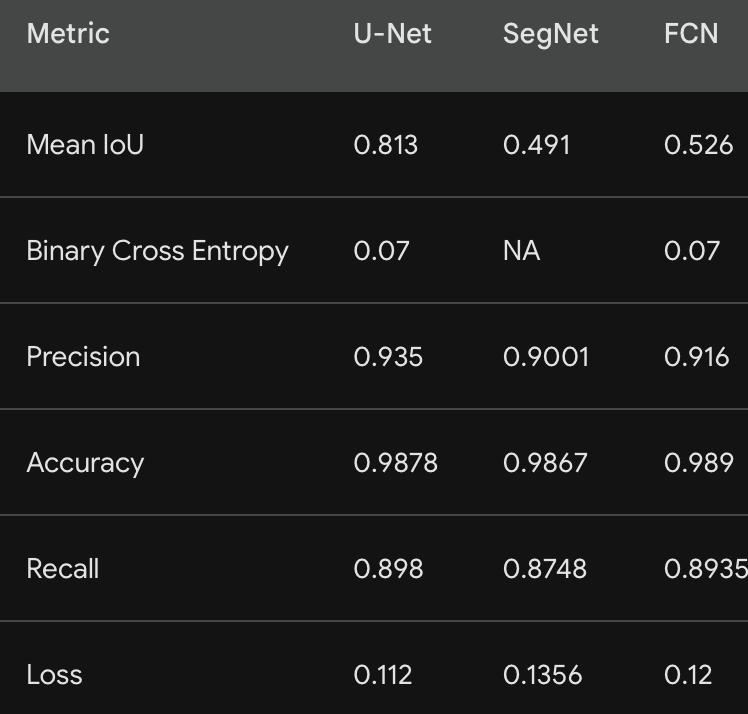 Metric U-Net SegNet FCN
Mean IoU 0.813 0.491 0.526
Binary Cross Entropy 0.07 NA 0.07
Precision 0.935 0.9001 0.916
Accuracy 0.9878 0.9867 0.989
Recall 0.898 0.8748 0.8935
Loss 0.112 0.1356 0.12